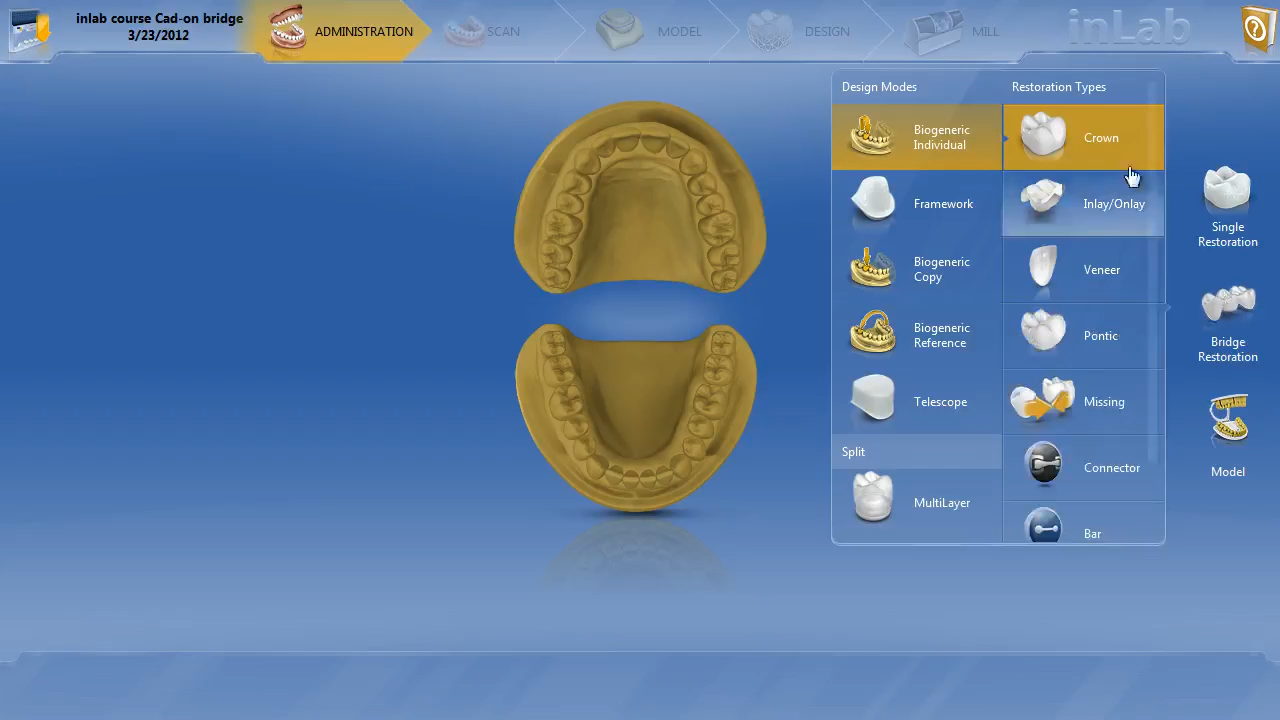 inlab course Cad-on bridge
3/23/2012
ADMINISTRATION
SCAN
MODEL
DESIGN
MILL
inLab
Design Modes
Restoration Types
Biogeneric
Individual
Crown
Framework
Inlay/Onlay
Single
Restoration
Biogeneric
Copy
Veneer
Biogeneric
Reference
Pontic
Bridge
Restoration
Telescope
Missing
Split
Connector
Model
MultiLayer
Bar